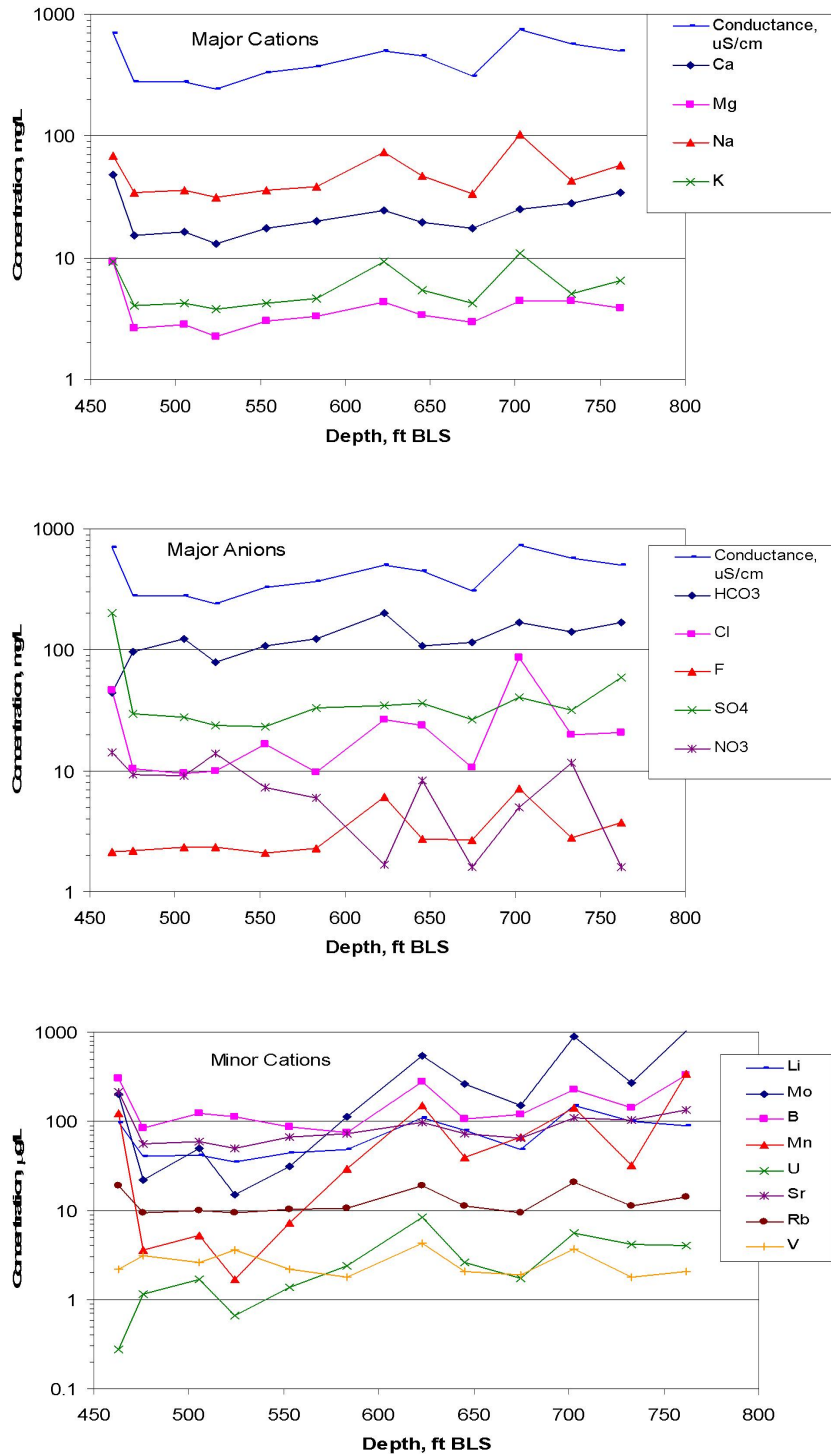 1000
Major Cations
100
10
1
Concentration, mg/L
450 500 550 600 650 700 750 800
Depth, ft BLS
Conductance,
uS/cm
Ca
Mg
Na
K
1000
Major Anions
100
10
1
Concentration, mg/L
450 500 550 600 650 700 750 800
Depth, ft BLS
Conductance,
uS/cm
HCO3
Cl
F
SO4
NO3
1000
Minor Cations
100
10
1
0.1
Concentration, µg/L
450 500 550 600 650 700 750 800
Depth, ft BLS
Li
Mo
B
Mn
U
Sr
Rb
V